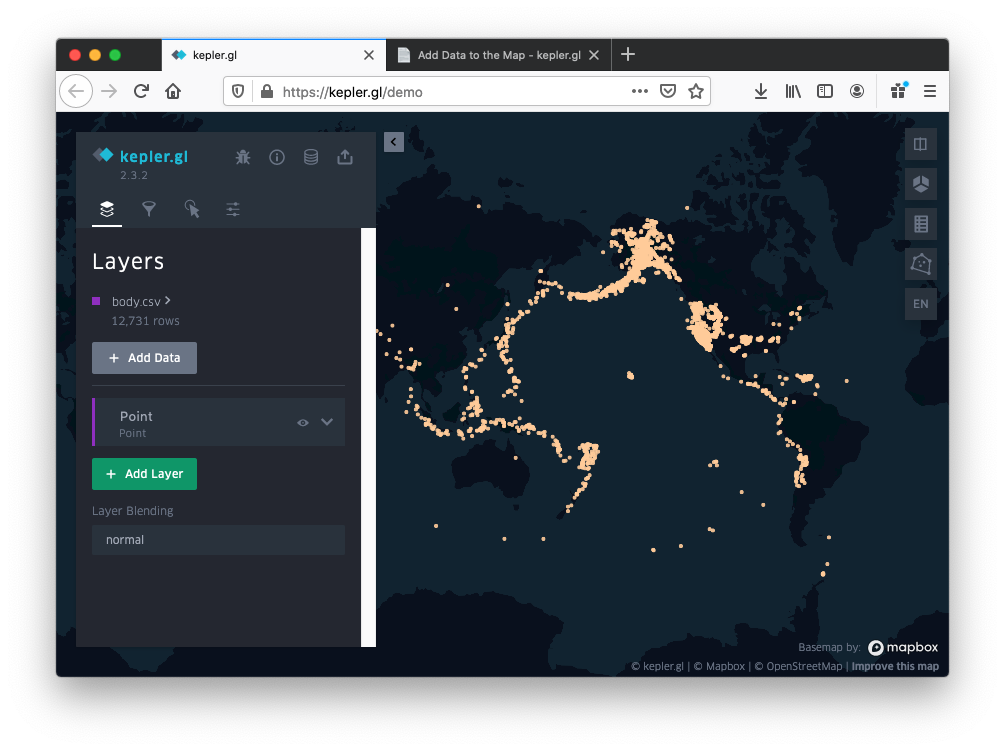 kepler.gl
Add Data to the Map - kepler.gl
https://kepler.gl/demo
kepler.gl
2.3.2
Layers
body.csv
12,731 rows
+ Add Data
Point
Point
+ Add Layer
Layer Blending
normal
EN
Basemap by: mapbox
© kepler.gl | © Mapbox | © OpenStreetMap | Improve this map